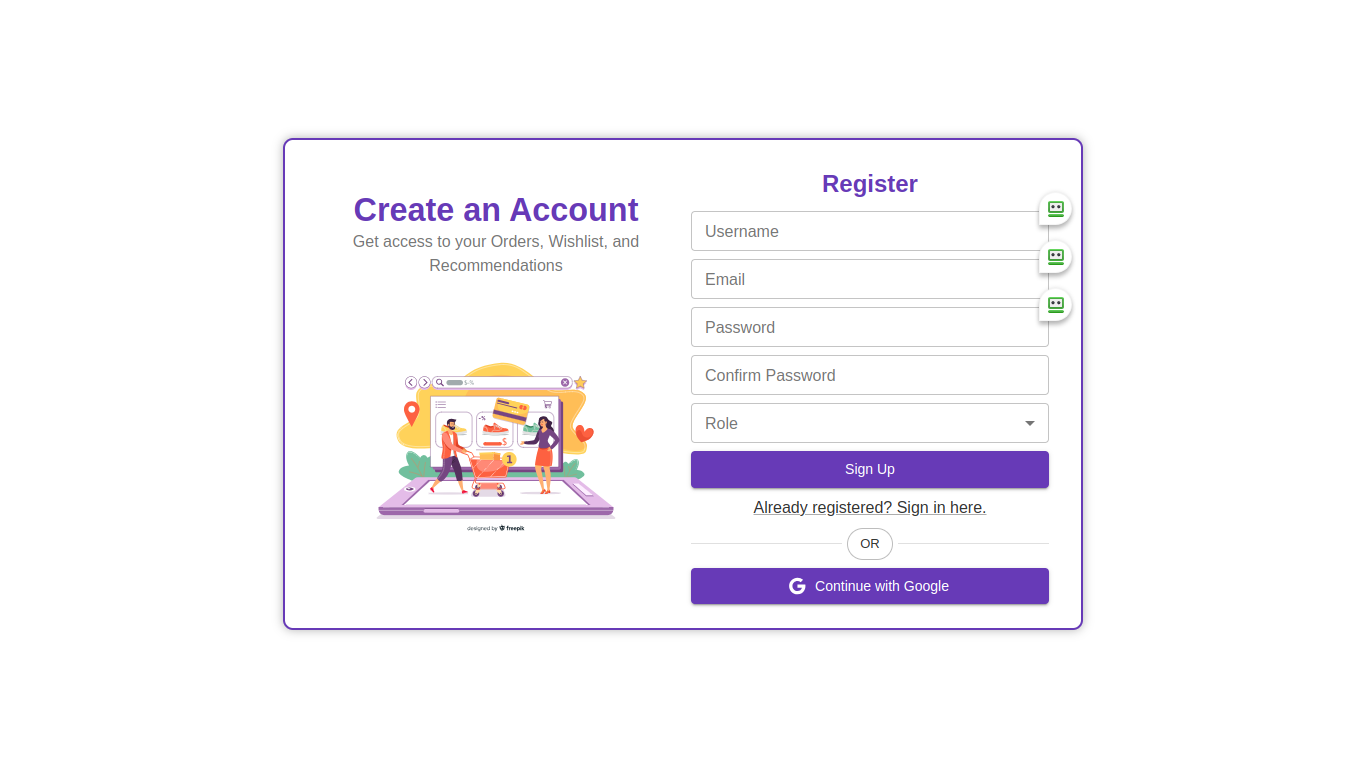 Create an Account
Get access to your Orders, Wishlist, and
Recommendations
$-%
-%
$
1
designed by freepik
Register
Username
Email
Password
Confirm Password
Role
Sign Up
Already registered? Sign in here.
OR
Continue with Google